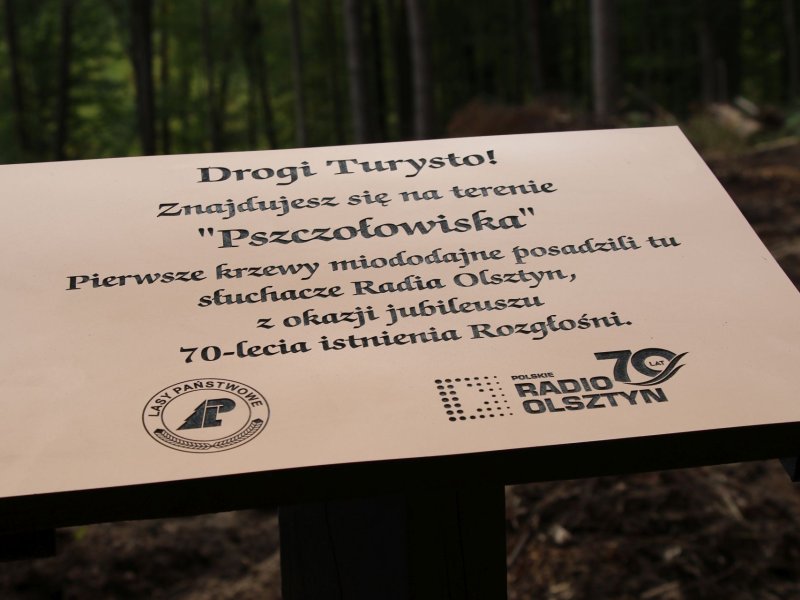 Drogi Turysto!
Znajdujesz się na terenie
"Pszczołowiska"
Pierwsze krzewy miododajne posadzili tu
słuchacze Radia Olsztyn,
z okazji jubileuszu
70-lecia istnienia Rozgłośni.
LASY PAŃSTWOWE
LP
POLSKIE
RADIO
OLSZTYN
70
LAT